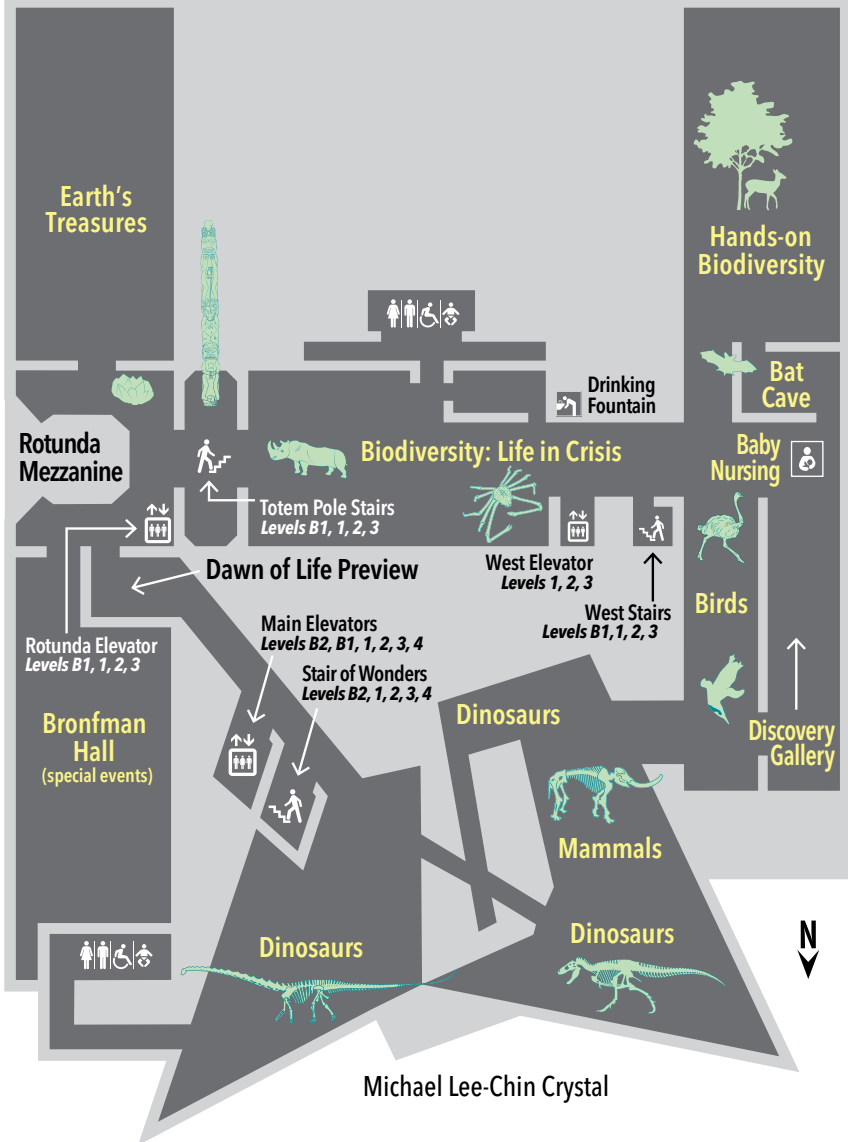 Earth's
Treasures
Hands-on
Biodiversity
Bat
Cave
Drinking
Fountain
Rotunda
Mezzanine
Biodiversity: Life in Crisis
Baby
Nursing
Totem Pole Stairs
Levels B1, 1, 2, 3
West Elevator
Levels 1, 2, 3
Dawn of Life Preview
West Stairs
Levels B1,1, 2, 3
Birds
Main Elevators
Levels B2, B1, 1, 2, 3, 4
Rotunda Elevator
Levels B1, 1, 2, 3
Stair of Wonders
Levels B2, 1, 2, 3, 4
Bronfman
Hall
(special events)
Dinosaurs
Discovery
Gallery
Mammals
Dinosaurs
Dinosaurs
N
Michael Lee-Chin Crystal